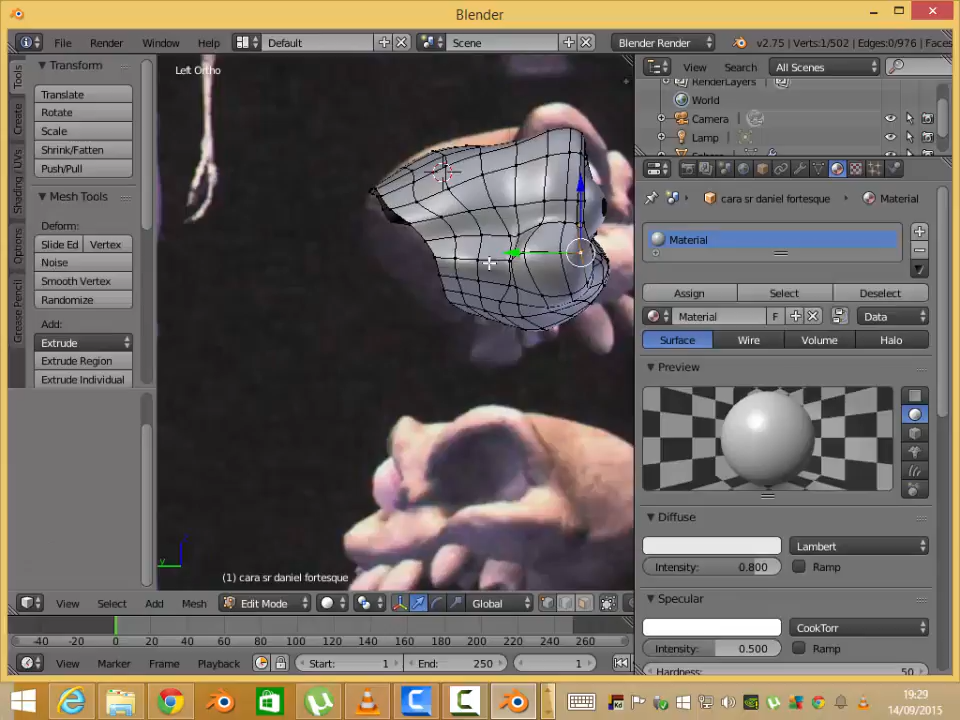 Blender
File Render Window Help Default Scene Blender Render v2.75 | Verts:1/502 | Edges:0/976 | Faces
Tools
Create
Shading / UVs
Options
Grease Pencil
Transform
Translate
Rotate
Scale
Shrink/Fatten
Push/Pull
Mesh Tools
Deform:
Slide Ed Vertex
Noise
Smooth Vertex
Randomize
Add:
Extrude
Extrude Region
Extrude Individual
Left Ortho
y
(1) cara sr daniel fortesque
View Select Add Mesh Edit Mode Global
-40 -20 0 20 40 60 80 100 120 140 160 180 200 220 240 260
View Marker Frame Playback Start: 1 End: 250 1
View Search All Scenes
RenderLayers
World
Camera
Lamp
cara sr daniel fortesque Material
Material
Assign Select Deselect
Material F Data
Surface Wire Volume Halo
Preview
Diffuse
Lambert
Intensity: 0.800 Ramp
Specular
CookTorr
Intensity: 0.500 Ramp
Hardness: 50
19:29
14/09/2015